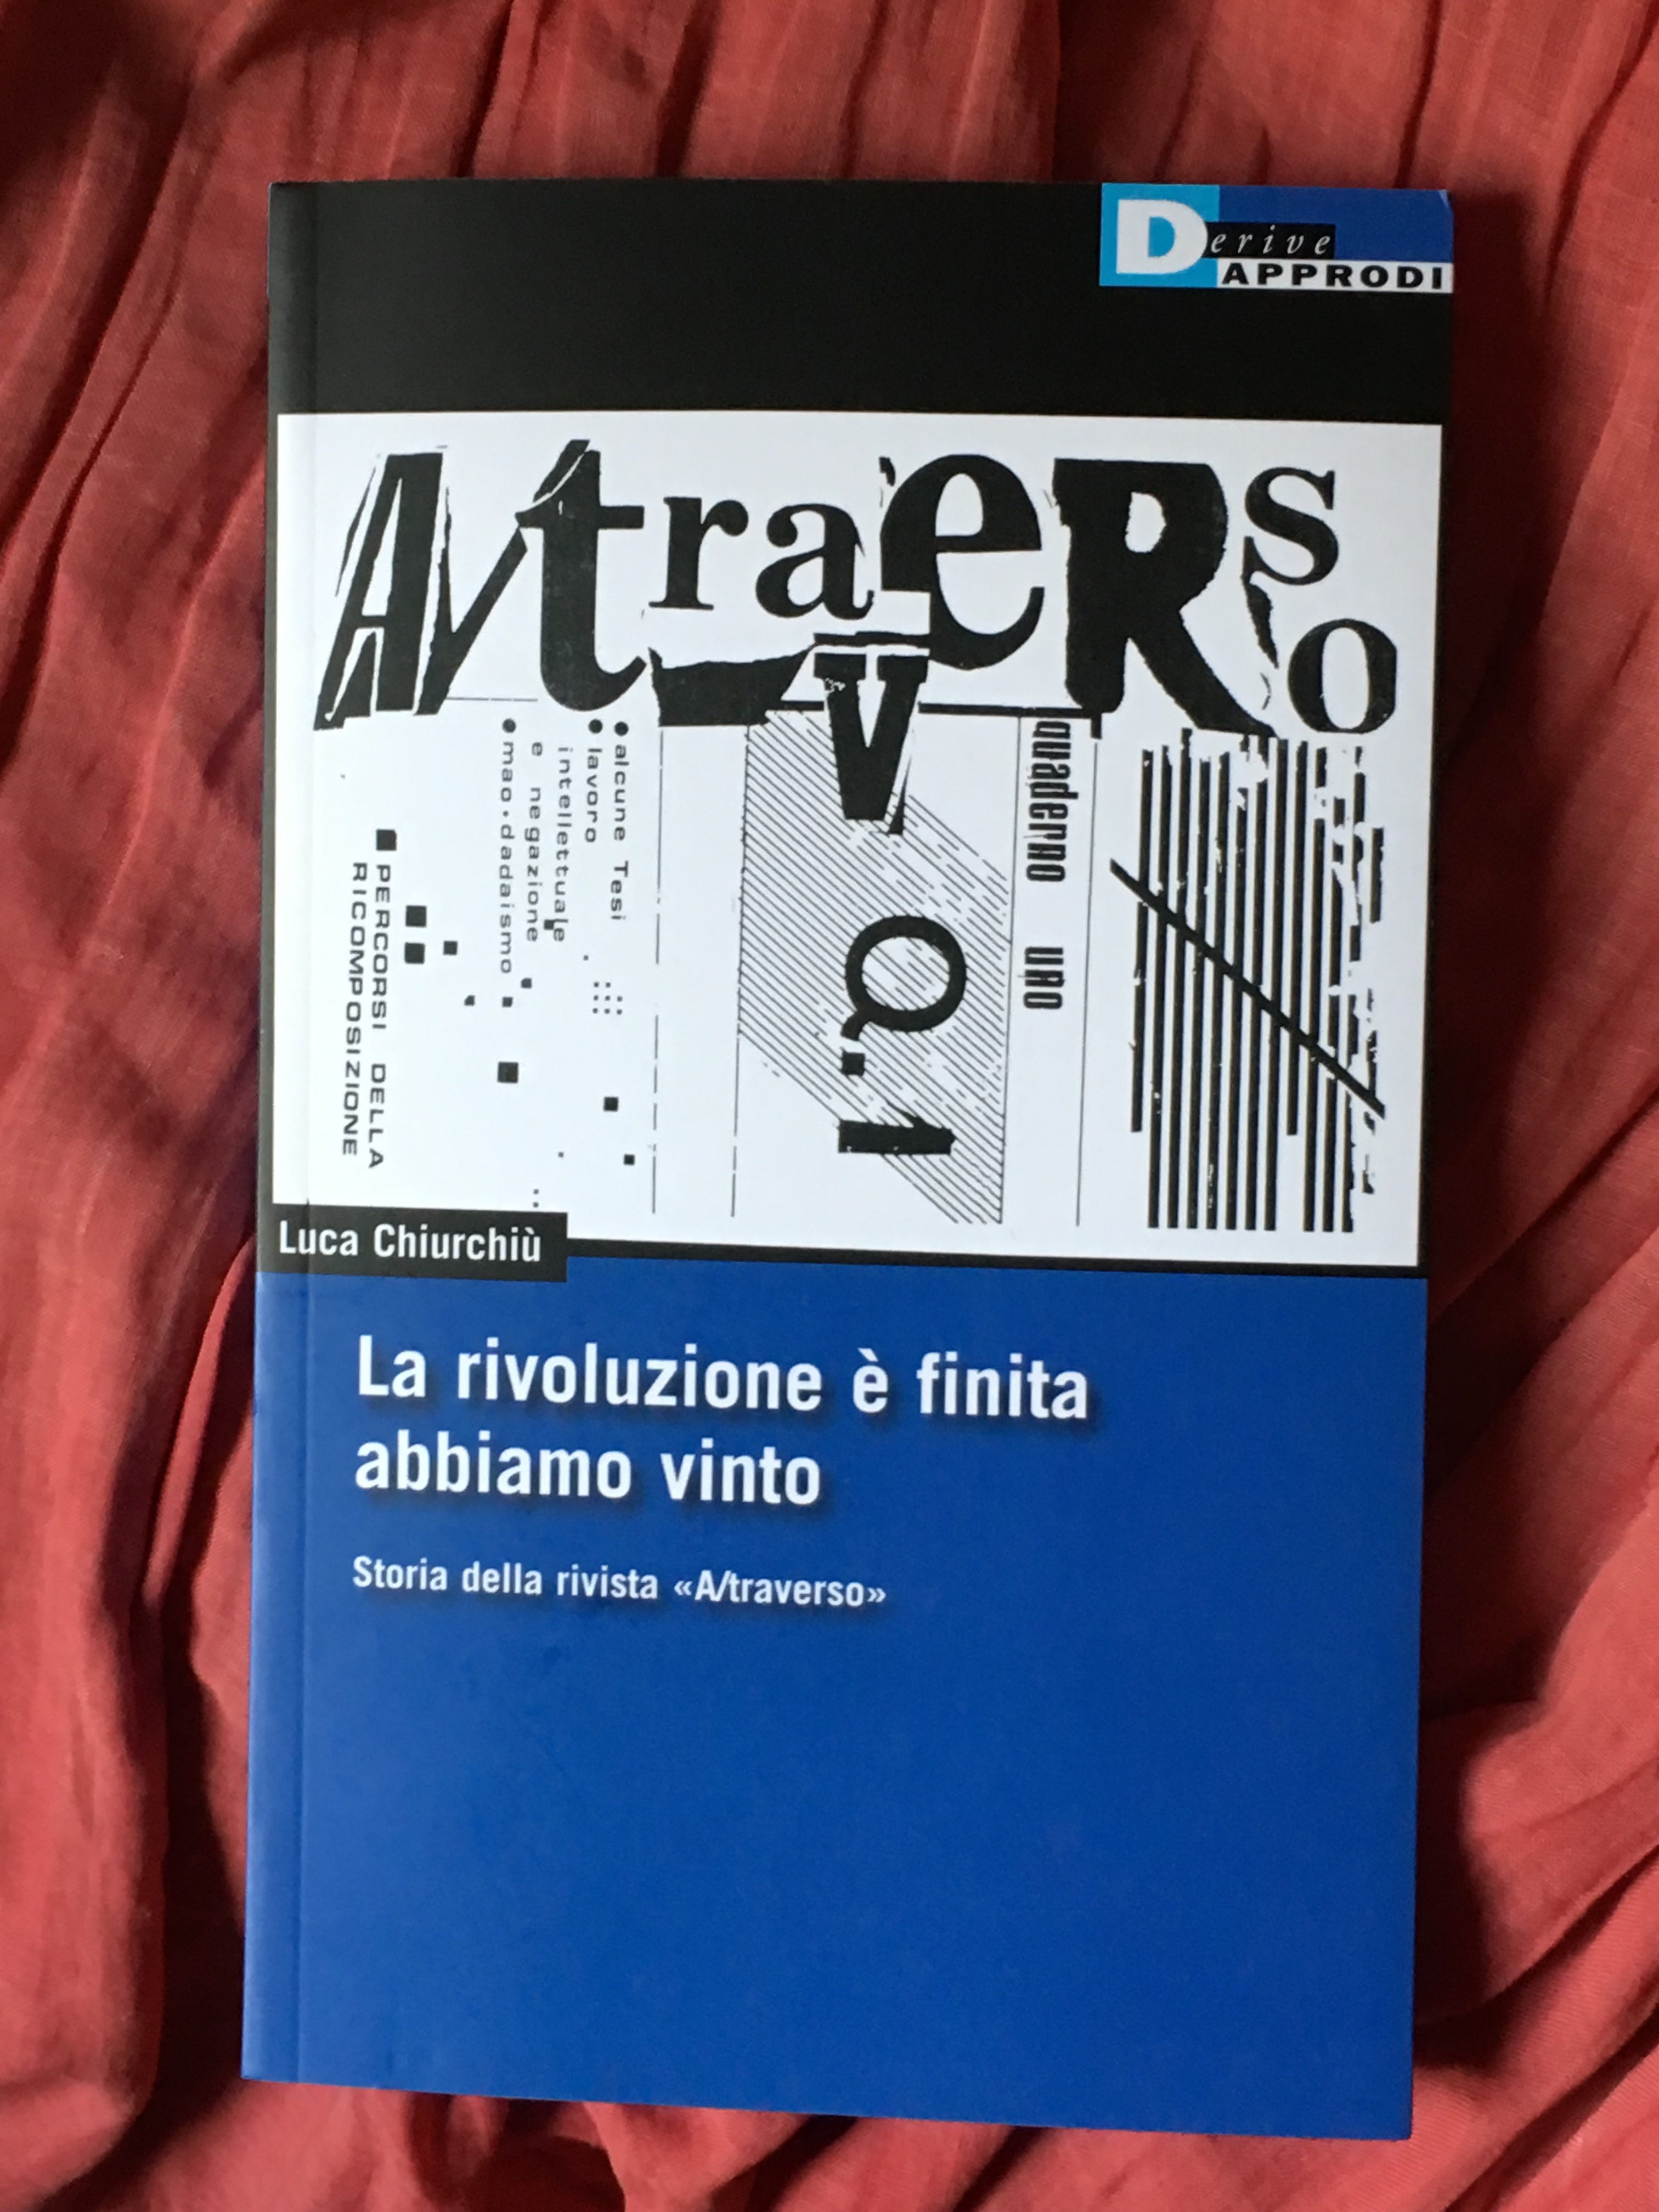 Derive
APPRODI
A/traverso
quaderno uno
Q.1
● alcune Tesi
● lavoro
intellettuale
e negazione
● mao.dadaismo
■ PERCORSI DELLA
RICOMPOSIZIONE
Luca Chiurchiù
La rivoluzione è finita
abbiamo vinto
Storia della rivista «A/traverso»